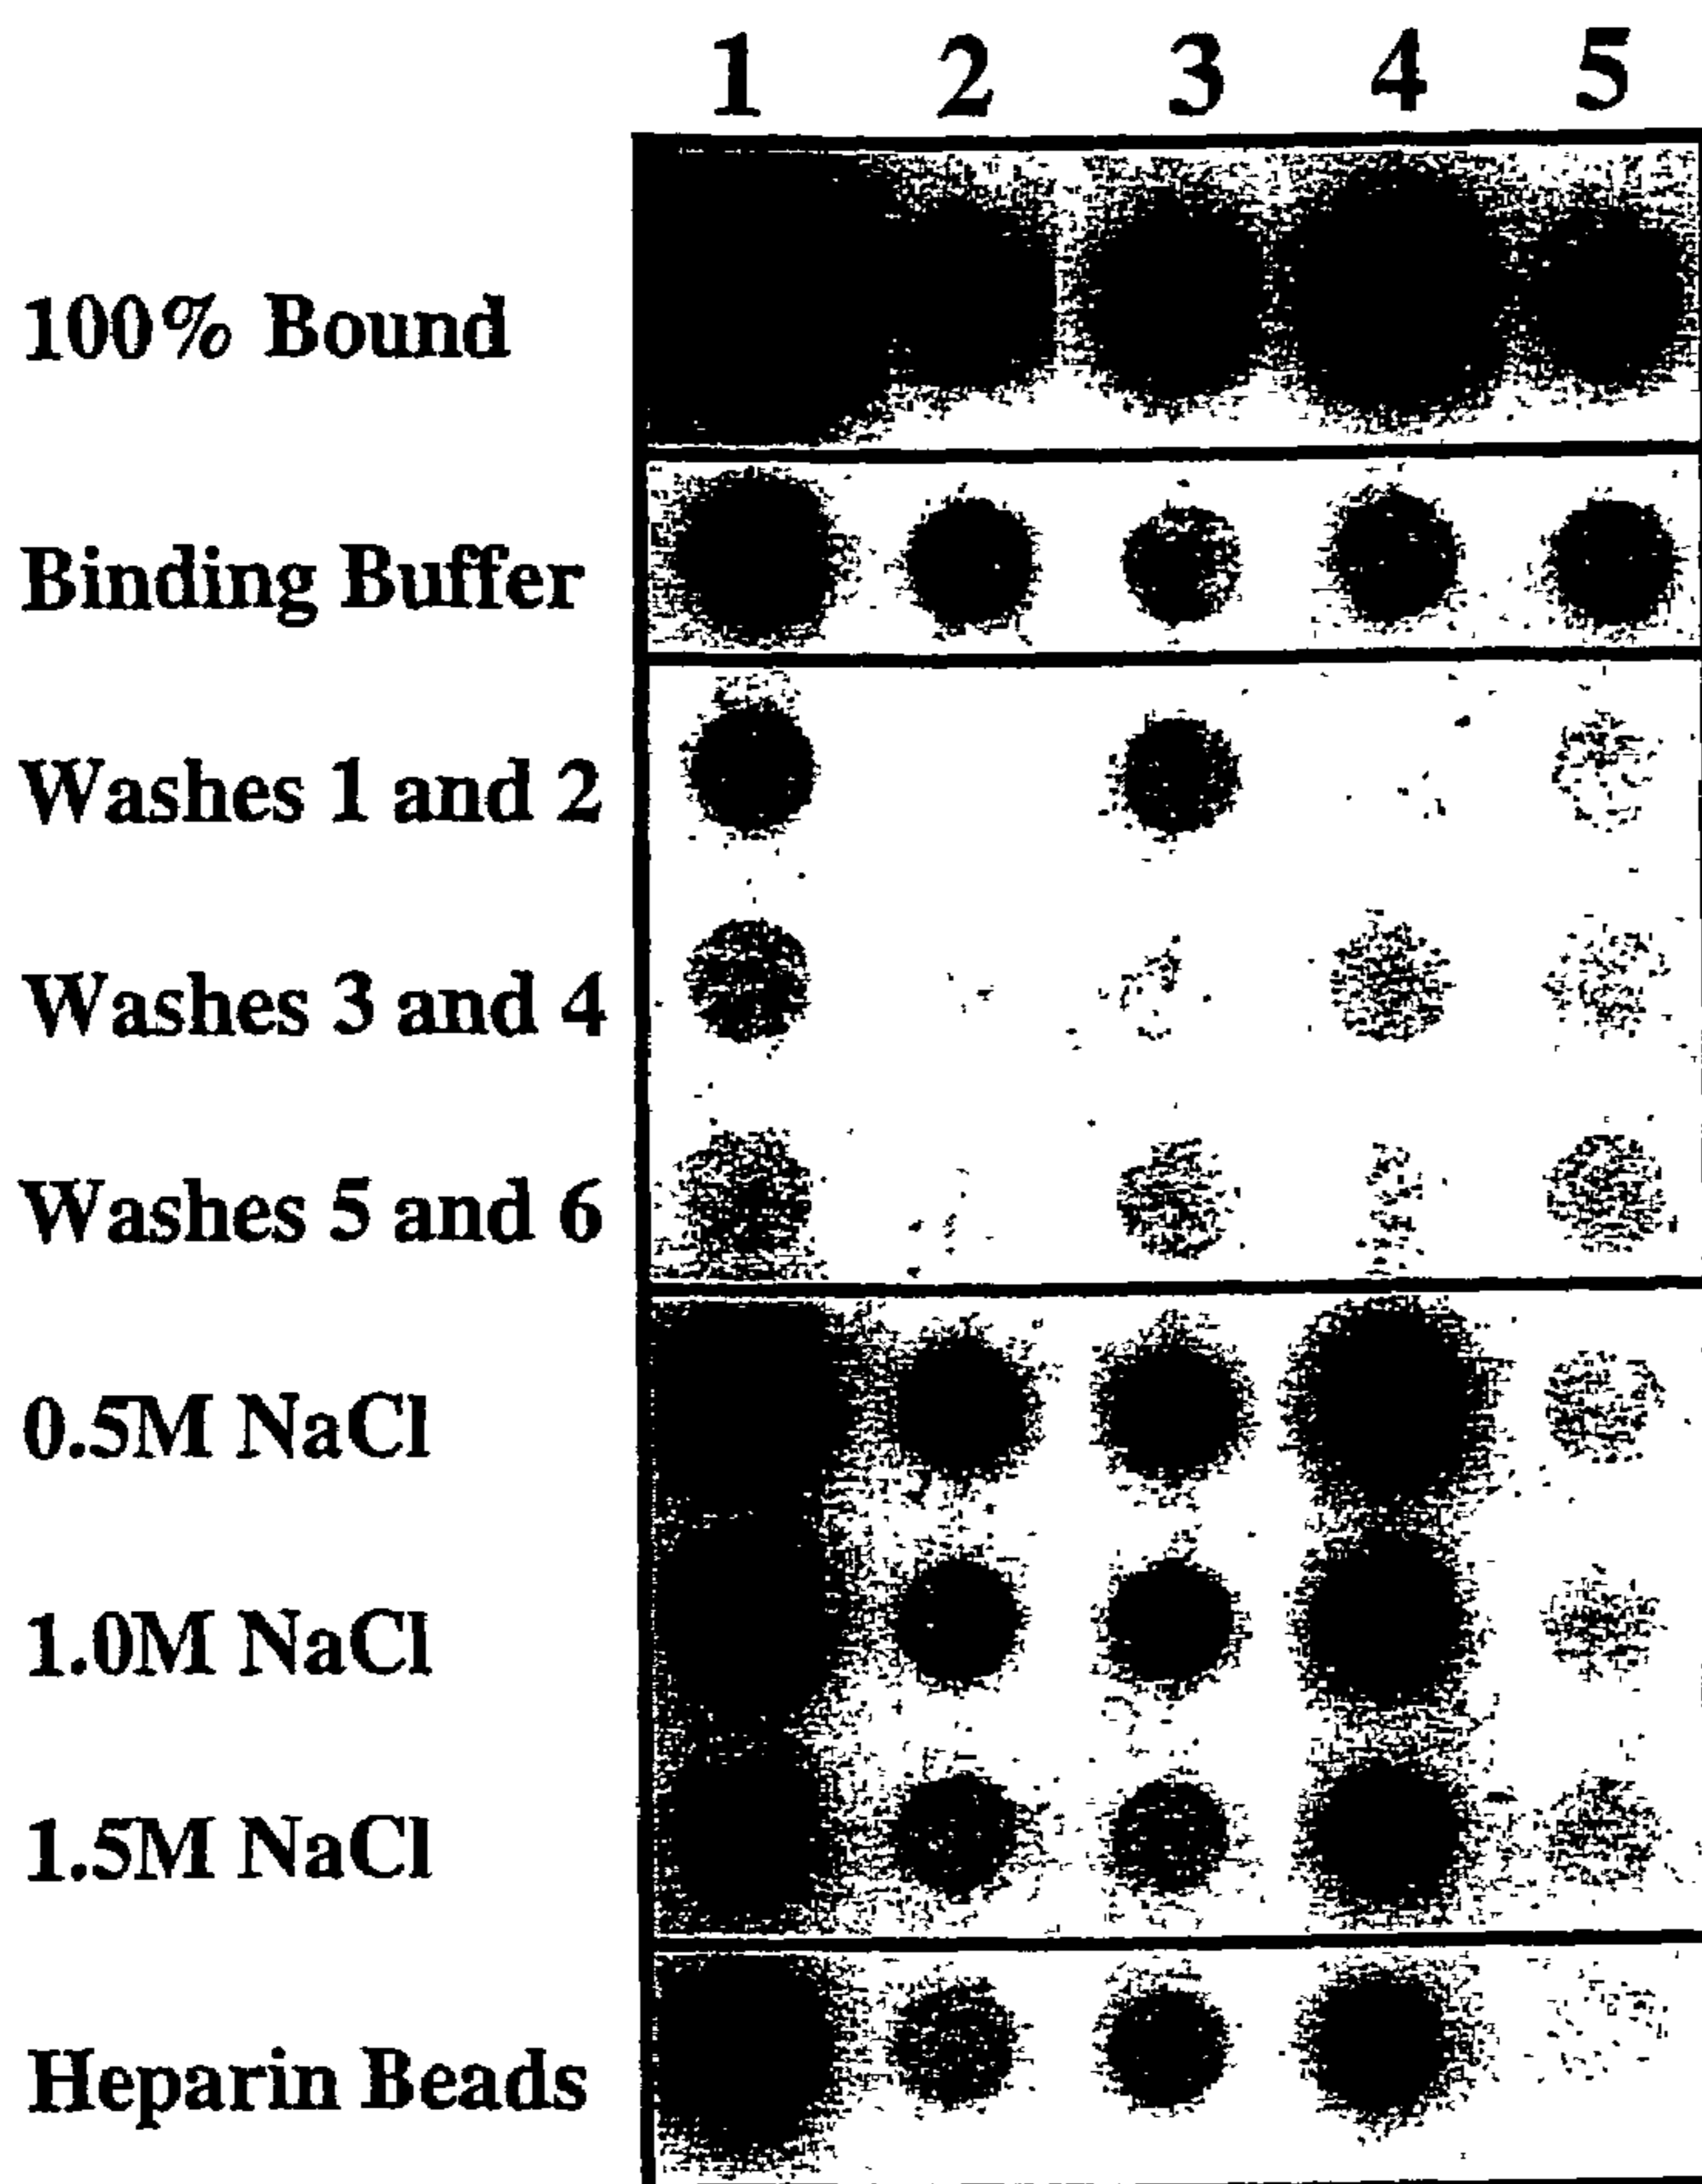 1 2 3 4 5
100% Bound
Binding Buffer
Washes 1 and 2
Washes 3 and 4
Washes 5 and 6
0.5M NaCl
1.0M NaCl
1.5M NaCl
Heparin Beads